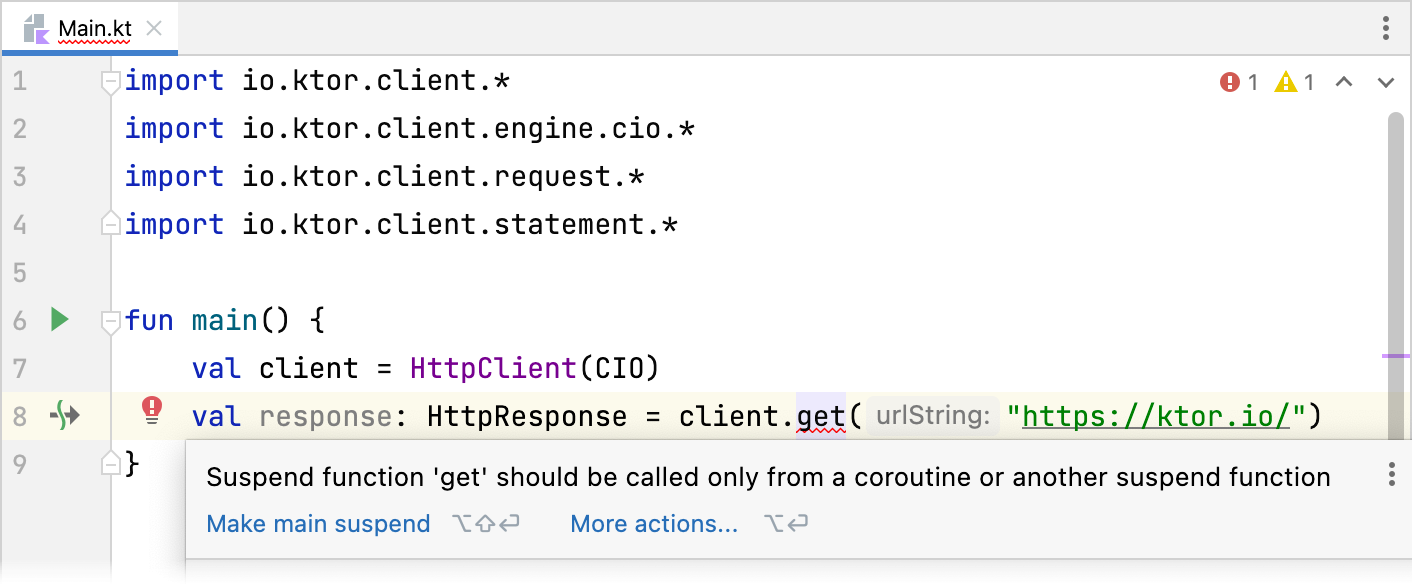 Main.kt
1 import io.ktor.client.* 1 1
2 import io.ktor.client.engine.cio.*
3 import io.ktor.client.request.*
4 import io.ktor.client.statement.*
5
6 fun main() {
7 val client = HttpClient(CIO)
8 val response: HttpResponse = client.get( urlString: "https://ktor.io/")
9 }
Suspend function 'get' should be called only from a coroutine or another suspend function
Make main suspend ⌥⇧⏎ More actions... ⌥⏎